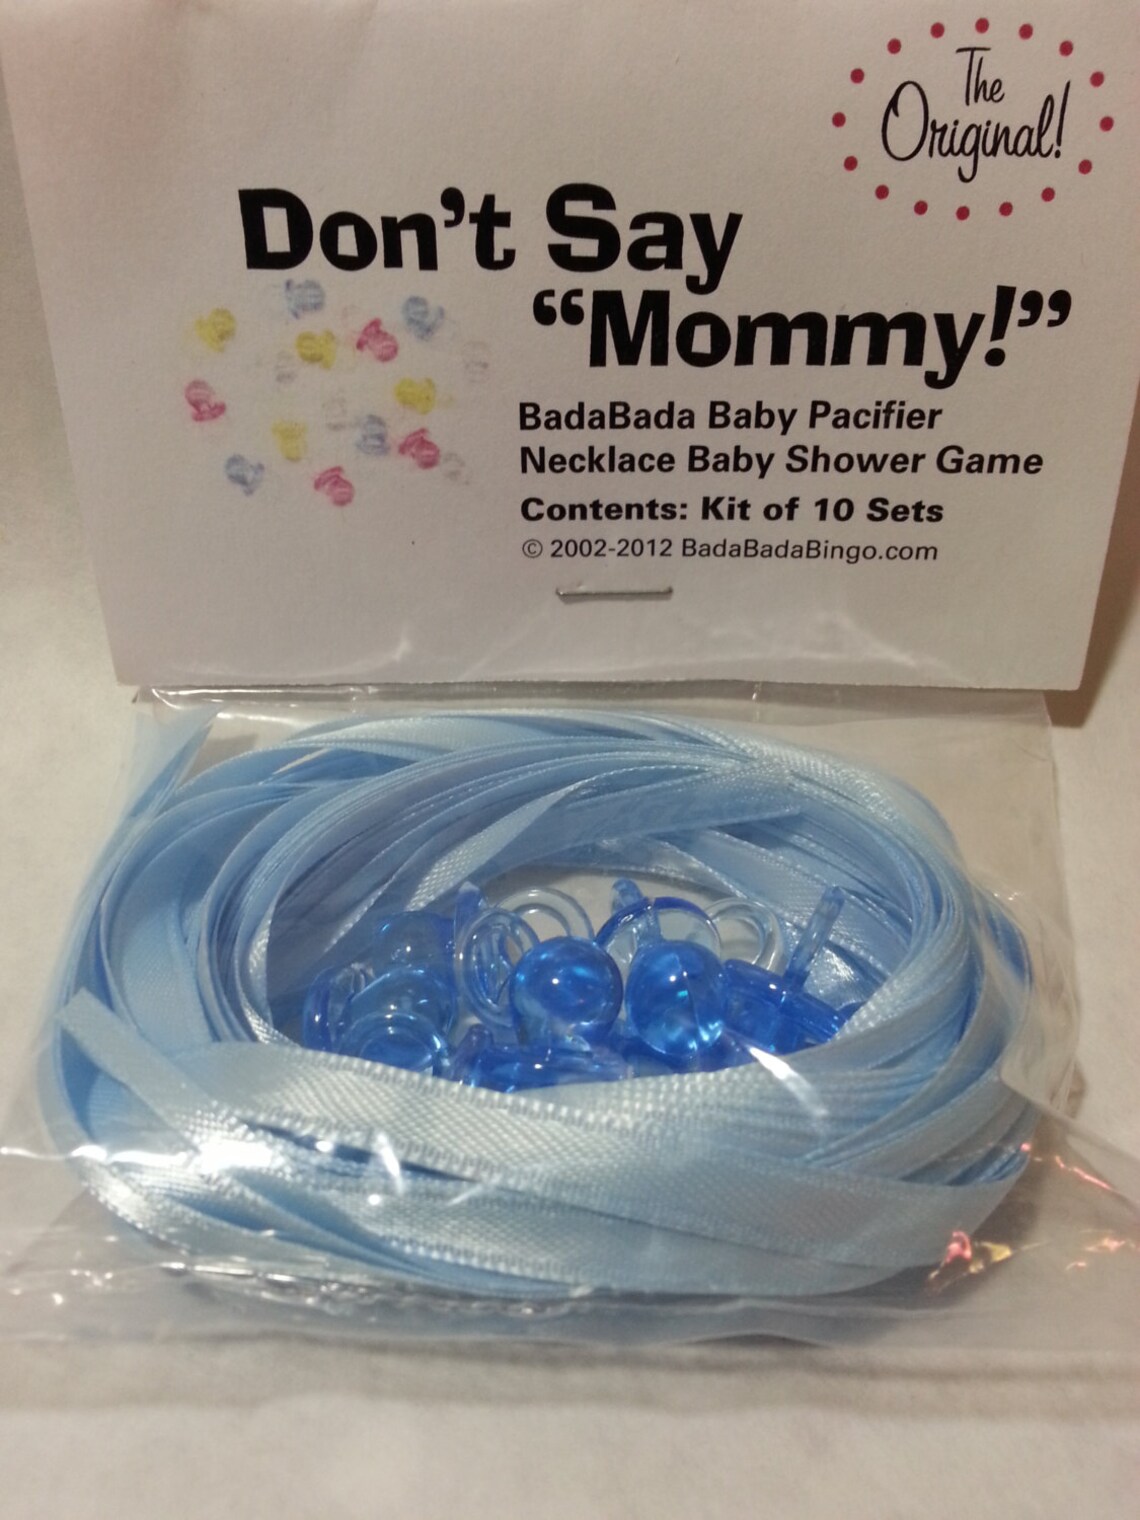 The
Original!
Don't Say
“Mommy!”
BadaBada Baby Pacifier
Necklace Baby Shower Game
Contents: Kit of 10 Sets
© 2002-2012 BadaBadaBingo.com